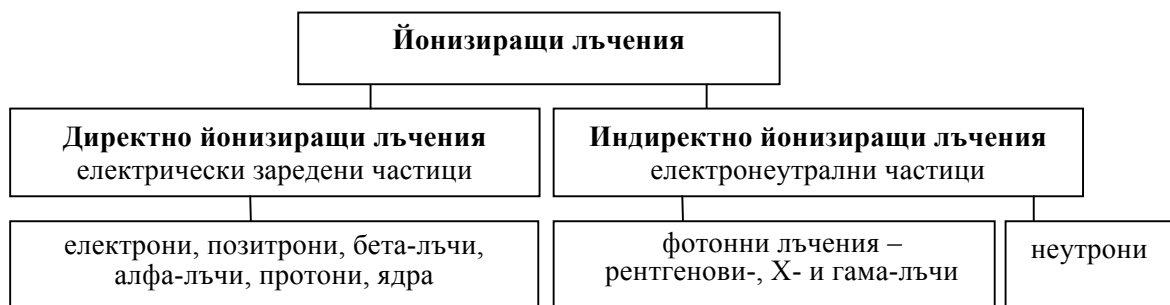 Йонизиращи лъчения
Директно йонизиращи лъчения
електрически заредени частици
Индиректно йонизиращи лъчения
електронеутрални частици
електрони, позитрони, бета-лъчи,
алфа-лъчи, протони, ядра
фотонни лъчения –
рентгенови-, Х- и гама-лъчи
неутрони